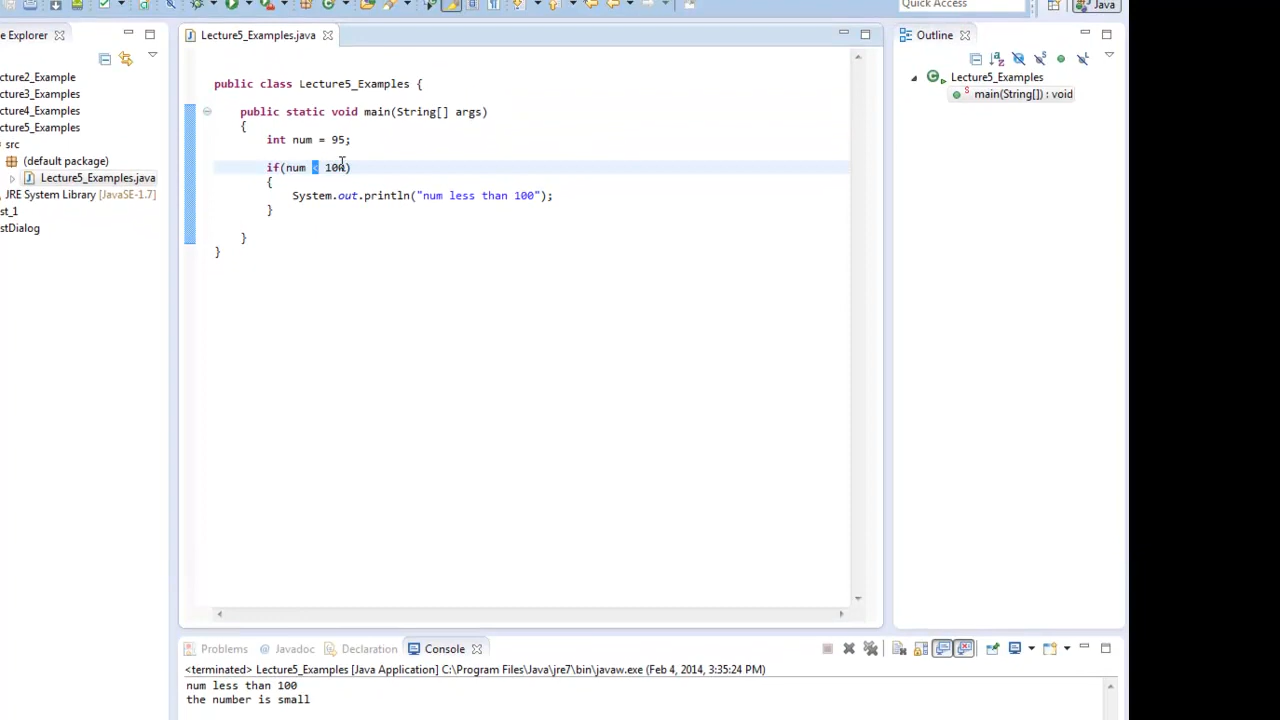 Quick Access
Java
e Explorer
cture2_Example
cture3_Examples
cture4_Examples
cture5_Examples
src
(default package)
Lecture5_Examples.java
JRE System Library [JavaSE-1.7]
st_1
stDialog
Lecture5_Examples.java
public class Lecture5_Examples {
public static void main(String[] args)
{
int num = 95;
if(num < 100)
{
System.out.println("num less than 100");
}
}
}
Outline
Lecture5_Examples
main(String[]) : void
Problems @ Javadoc Declaration Console
<terminated> Lecture5_Examples [Java Application] C:\Program Files\Java\jre7\bin\javaw.exe (Feb 4, 2014, 3:35:24 PM)
num less than 100
the number is small